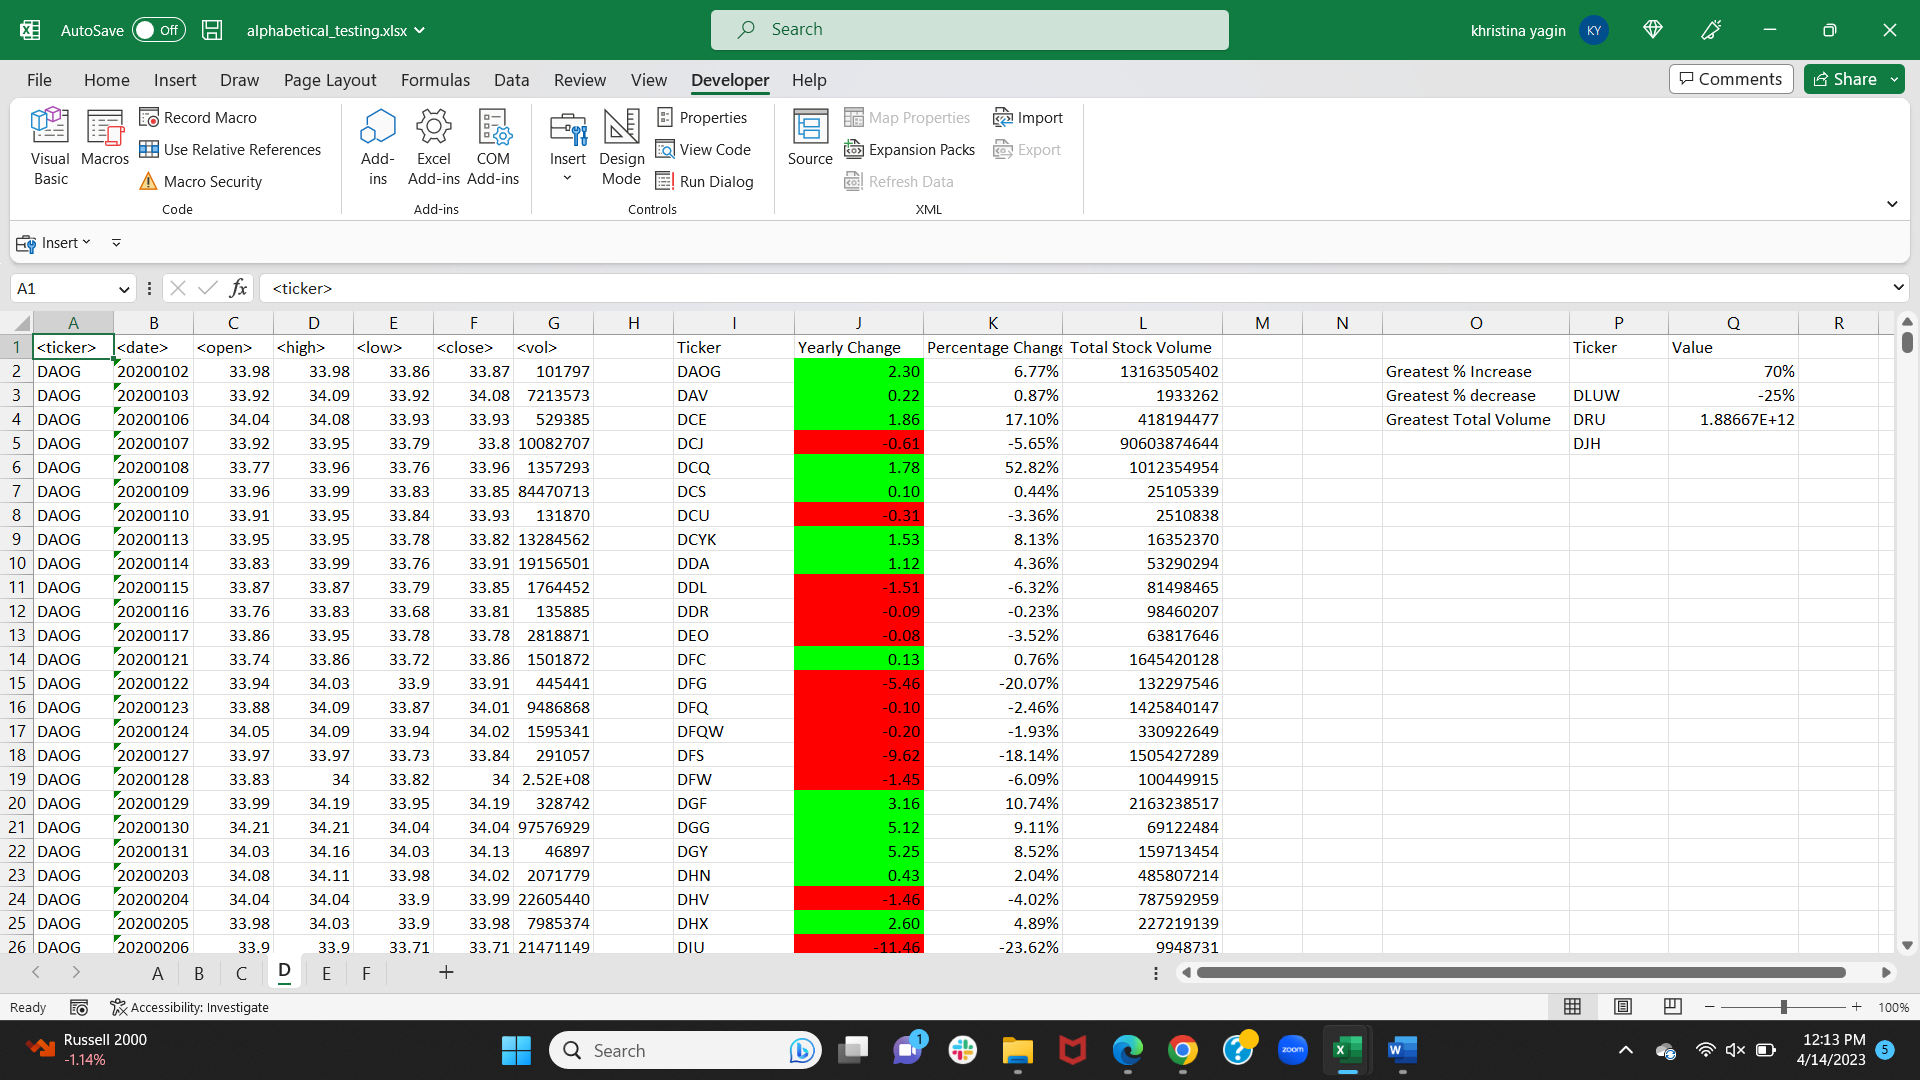 AutoSave Off alphabetical_testing.xlsx Search khristina yagin KY
File Home Insert Draw Page Layout Formulas Data Review View Developer Help Comments Share
Visual Basic
Macros
Record Macro
Use Relative References
Macro Security
Code
Add-ins
Excel Add-ins
COM Add-ins
Add-ins
Insert
Design Mode
Properties
View Code
Run Dialog
Controls
Source
Map Properties
Expansion Packs
Refresh Data
Import
Export
XML
Insert
A1 fx <ticker>
A B C D E F G H I J K L M N O P Q R
1 <ticker> <date> <open> <high> <low> <close> <vol> Ticker Yearly Change Percentage Change Total Stock Volume Ticker Value
2 DAOG 20200102 33.98 33.98 33.86 33.87 101797 DAOG 2.30 6.77% 13163505402 Greatest % Increase 70%
3 DAOG 20200103 33.92 34.09 33.92 34.08 7213573 DAV 0.22 0.87% 1933262 Greatest % decrease DLUW -25%
4 DAOG 20200106 34.04 34.08 33.93 33.93 529385 DCE 1.86 17.10% 418194477 Greatest Total Volume DRU 1.88667E+12
5 DAOG 20200107 33.92 33.95 33.79 33.8 10082707 DCJ -0.61 -5.65% 90603874644 DJH
6 DAOG 20200108 33.77 33.96 33.76 33.96 1357293 DCQ 1.78 52.82% 1012354954
7 DAOG 20200109 33.96 33.99 33.83 33.85 84470713 DCS 0.10 0.44% 25105339
8 DAOG 20200110 33.91 33.95 33.84 33.93 131870 DCU -0.31 -3.36% 2510838
9 DAOG 20200113 33.95 33.95 33.78 33.82 13284562 DCYK 1.53 8.13% 16352370
10 DAOG 20200114 33.83 33.99 33.76 33.91 19156501 DDA 1.12 4.36% 53290294
11 DAOG 20200115 33.87 33.87 33.79 33.85 1764452 DDL -1.51 -6.32% 81498465
12 DAOG 20200116 33.76 33.83 33.68 33.81 135885 DDR -0.09 -0.23% 98460207
13 DAOG 20200117 33.86 33.95 33.78 33.78 2818871 DEO -0.08 -3.52% 63817646
14 DAOG 20200121 33.74 33.86 33.72 33.86 1501872 DFC 0.13 0.76% 1645420128
15 DAOG 20200122 33.94 34.03 33.9 33.91 445441 DFG -5.46 -20.07% 132297546
16 DAOG 20200123 33.88 34.09 33.87 34.01 9486868 DFQ -0.10 -2.46% 1425840147
17 DAOG 20200124 34.05 34.09 33.94 34.02 1595341 DFQW -0.20 -1.93% 330922649
18 DAOG 20200127 33.97 33.97 33.73 33.84 291057 DFS -9.62 -18.14% 1505427289
19 DAOG 20200128 33.83 34 33.82 34 2.52E+08 DFW -1.45 -6.09% 100449915
20 DAOG 20200129 33.99 34.19 33.95 34.19 328742 DGF 3.16 10.74% 2163238517
21 DAOG 20200130 34.21 34.21 34.04 34.04 97576929 DGG 5.12 9.11% 69122484
22 DAOG 20200131 34.03 34.16 34.03 34.13 46897 DGY 5.25 8.52% 159713454
23 DAOG 20200203 34.08 34.11 33.98 34.02 2071779 DHN 0.43 2.04% 485807214
24 DAOG 20200204 34.04 34.04 33.9 33.99 22605440 DHV -1.46 -4.02% 787592959
25 DAOG 20200205 33.98 34.03 33.9 33.98 7985374 DHX 2.60 4.89% 227219139
26 DAOG 20200206 33.9 33.9 33.71 33.71 21471149 DIU -11.46 -23.62% 9948731
A B C D E F
Ready Accessibility: Investigate 100%
Russell 2000
-1.14%
Search
1
zoom
12:13 PM
4/14/2023
5